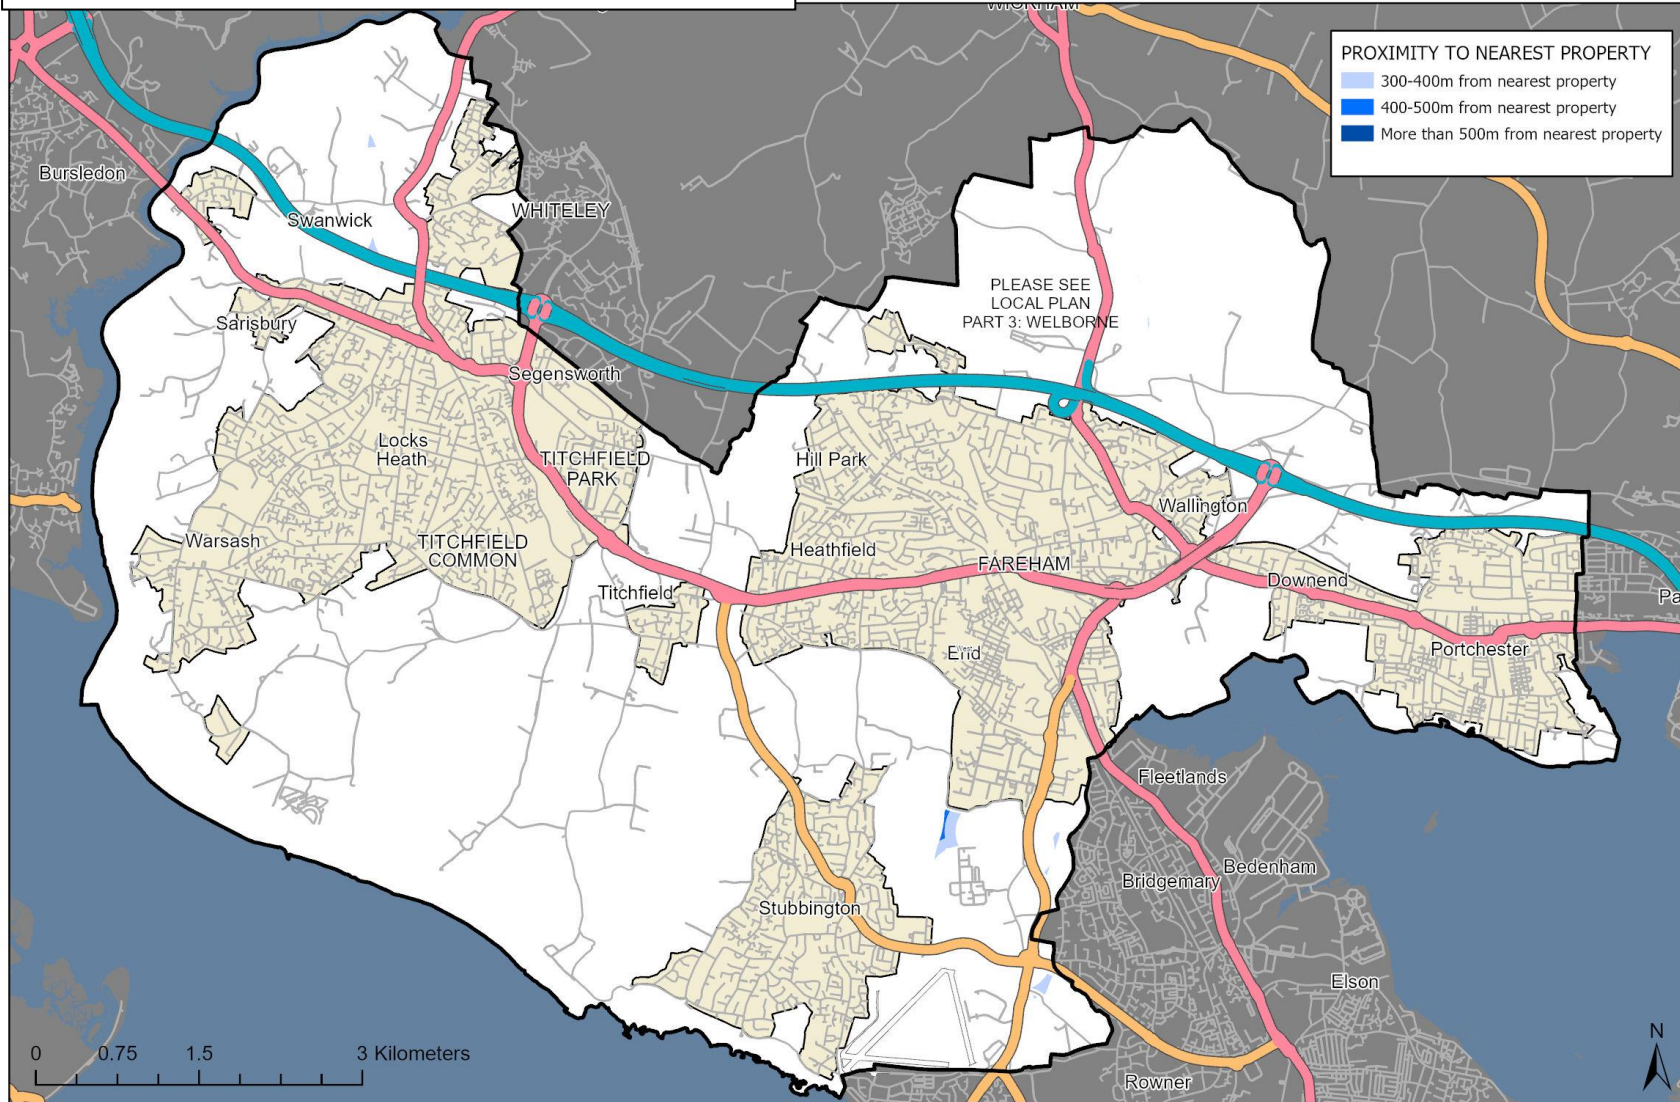 WICKHAM
PROXIMITY TO NEAREST PROPERTY
300-400m from nearest property
400-500m from nearest property
More than 500m from nearest property
Bursledon
Swanwick
WHITELEY
PLEASE SEE
LOCAL PLAN
PART 3: WELBORNE
Sarisbury
Segensworth
Locks
Heath
TITCHFIELD
PARK
Hill Park
Wallington
Warsash
TITCHFIELD
COMMON
Heathfield
FAREHAM
Downend
Titchfield
Portchester
West
End
Fleetlands
Bedenham
Bridgemary
Stubbington
Elson
Rowner
0 0.75 1.5 3 Kilometers
N